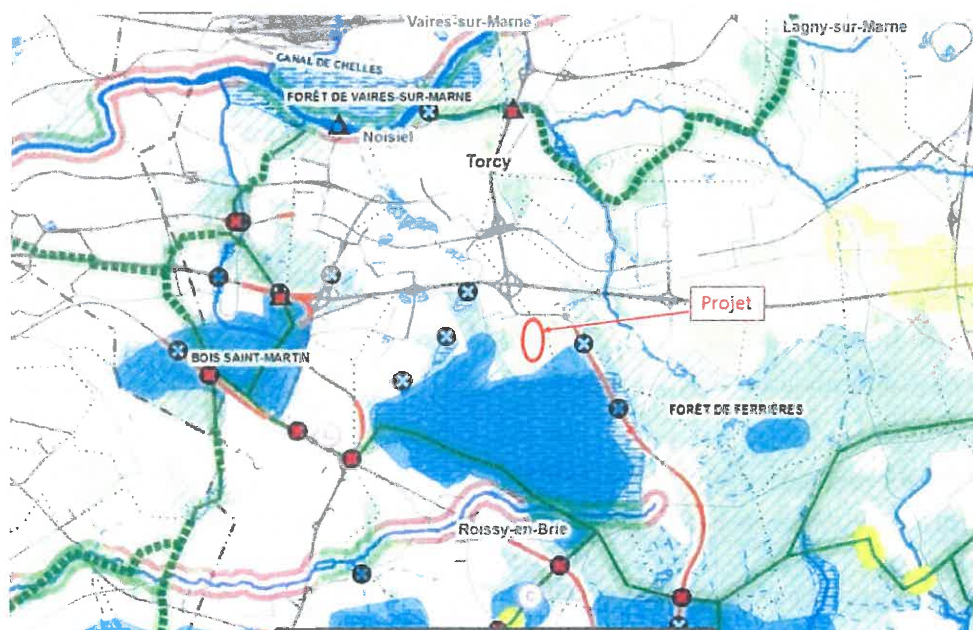 Vaires-sur-Marne
Lagny-sur-Marne
CANAL DE CHELLES
FORÊT DE VAIRES-SUR-MARNE
Noisiel
Torcy
Projet
BOIS SAINT-MARTIN
FORÊT DE FERRIÈRES
Roissy-en-Brie
C